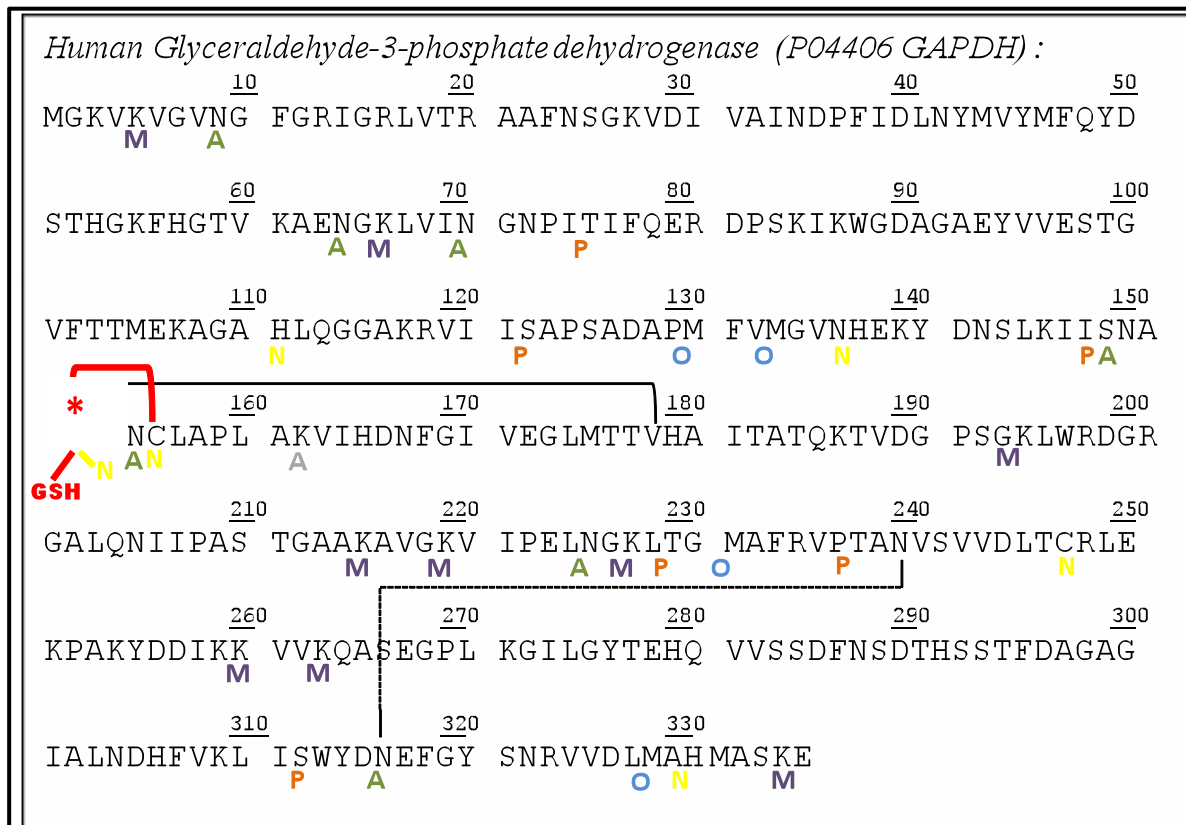 Human Glyceraldehyde-3-phosphate dehydrogenase (P04406 GAPDH) :
10 20 30 40 50
MGKVKVGVNG FGRIGRLVTR AAFNSGKVDI VAINDPFIDLNYMVYMFQYD
M A
60 70 80 90 100
STHGKFHGTV KAENGKLVIN GNPITIFQER DPSKIKWGDAGAEYVVESTG
A M A P
110 120 130 140 150
VFTTMEKAGA HLQGGAKRVI ISAPSADAPM FVMGVNHEKY DNSLKIISNA
N P O O N P A
* 160 170 180 190 200
NCLAPL AKVIHDNFGI VEGLMTTVHA ITATQKTVDG PSGKLWRDGR
N A N A M
GSH
210 220 230 240 250
GALQNIIPAS TGAAKAVGKV IPELNGKLTG MAFRVPTANVSVVDLTCRLE
M M A M P O P N
260 270 280 290 300
KPAKYDDIKK VVKQASEGPL KGILGYTEHQ VVSSDFNSDTHSSTFDAGAG
M M
310 320 330
IALNDHFVKL ISWYDNEFGY SNRVVDLMAHMASKE
P A O N M